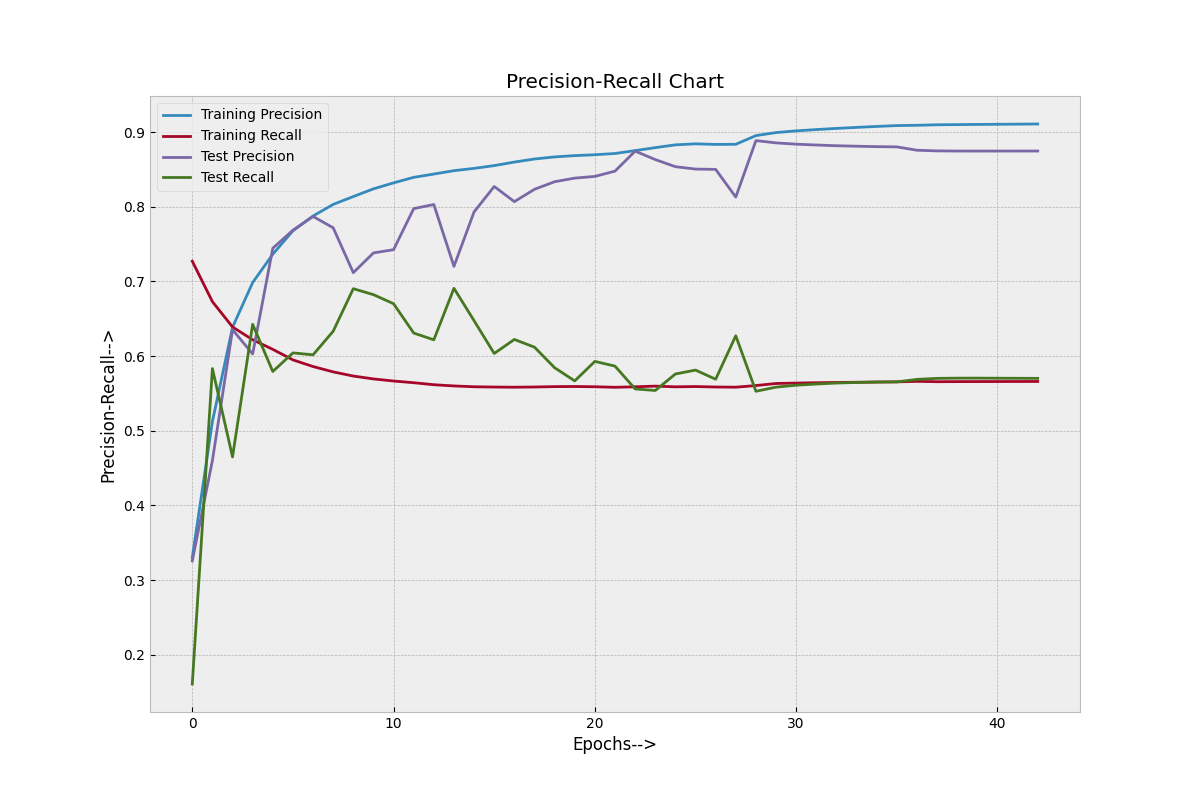 Precision-Recall Chart
Training Precision
Training Recall
Test Precision
Test Recall
Precision-Recall-->
0.9
0.8
0.7
0.6
0.5
0.4
0.3
0.2
0 10 20 30 40
Epochs-->